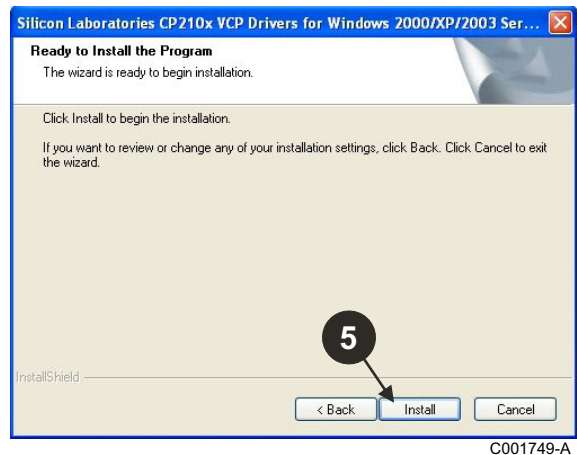 Silicon Laboratories CP210x VCP Drivers for Windows 2000/XP/2003 Ser...
Ready to Install the Program
The wizard is ready to begin installation.
Click Install to begin the installation.
If you want to review or change any of your installation settings, click Back. Click Cancel to exit
the wizard.
5
InstallShield
< Back Install Cancel
C001749-A